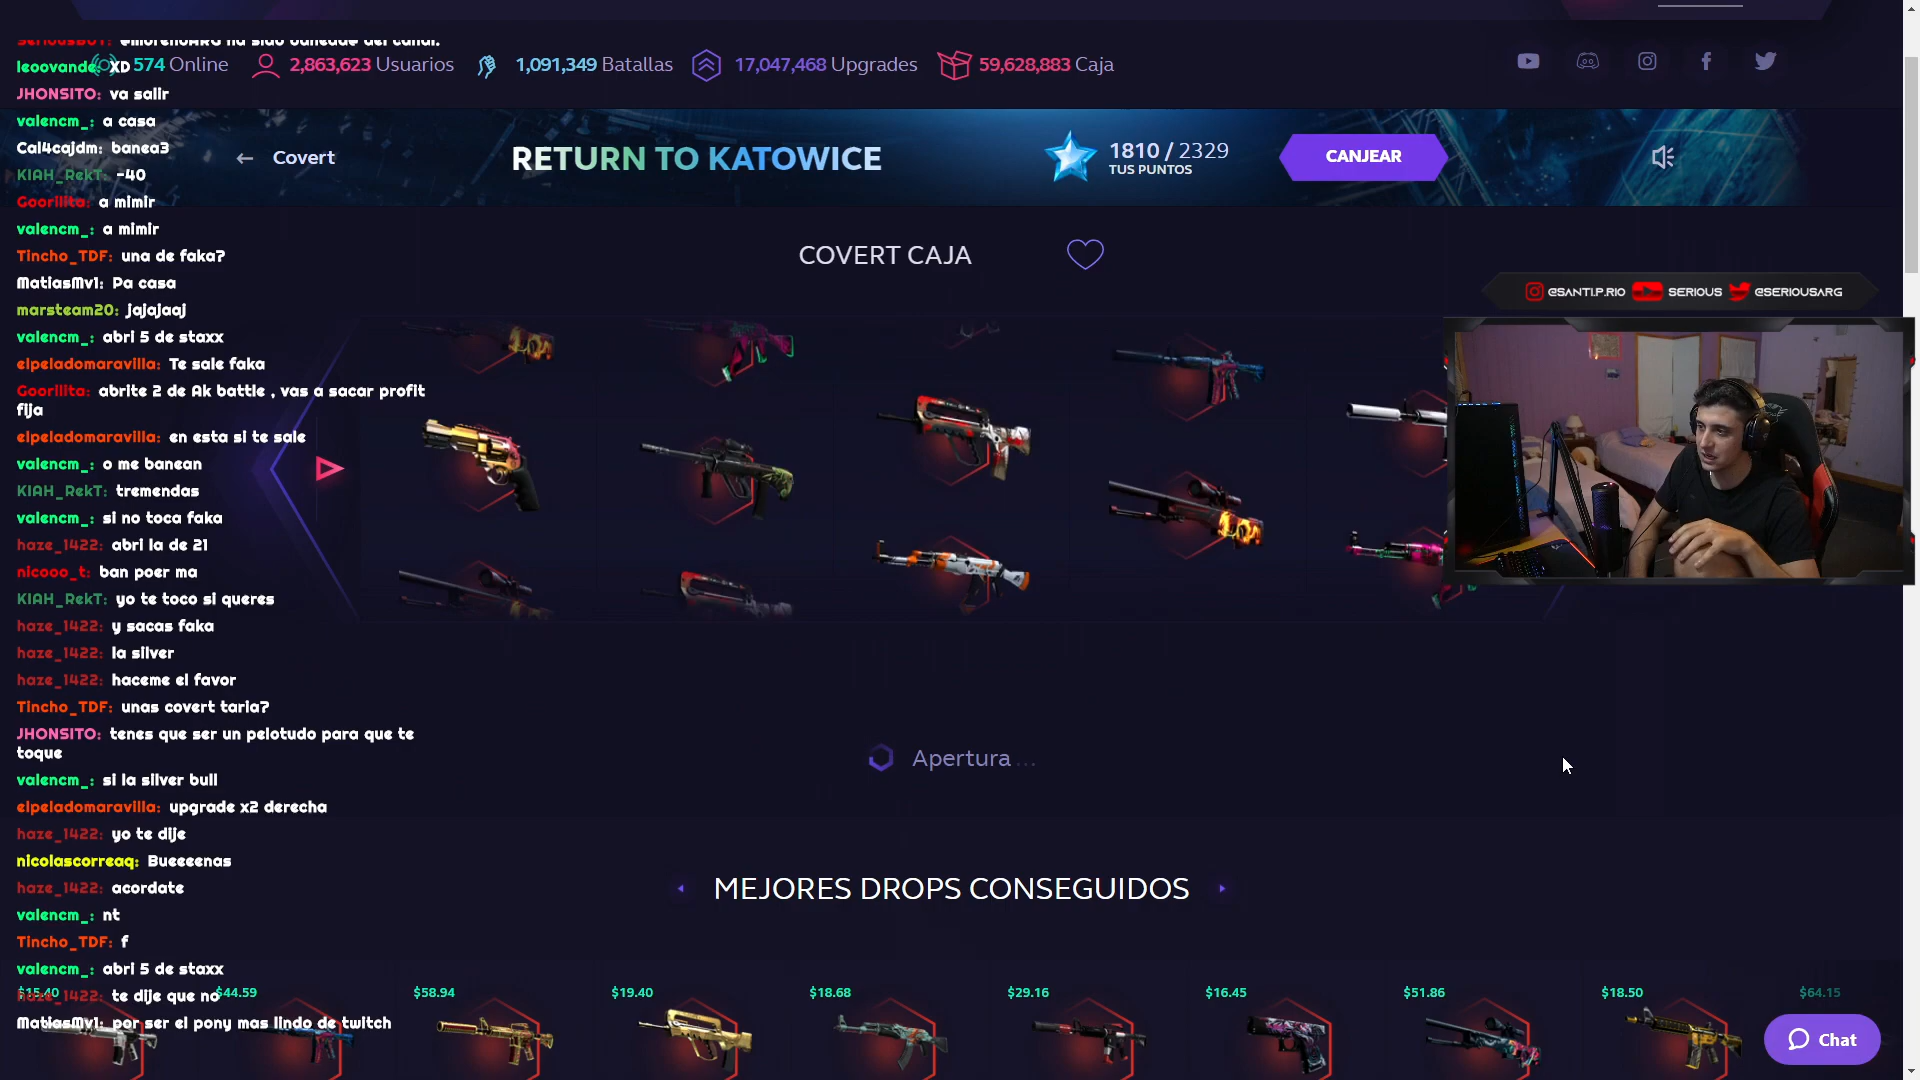 SeriousBot: @morenoARG ha sido baneado del canal.
leoovande: XD
574 Online
2,863,623 Usuarios
1,091,349 Batallas
17,047,468 Upgrades
59,628,883 Caja
JHONSITO: va salir
valencm_: a casa
Cal4cajdm: banea3
KIAH_RekT: -40
Goorilita: a mimir
valencm_: a mimir
Tincho_TDF: una de faka?
MatiasMv1: Pa casa
marsteam20: jajajaaj
valencm_: abri 5 de staxx
elpeladomaravilla: Te sale faka
Goorilita: abrite 2 de Ak battle , vas a sacar profit
fija
elpeladomaravilla: en esta si te sale
valencm_: o me banean
KIAH_RekT: tremendas
valencm_: si no toca faka
haze_1422: abri la de 21
nicooo_t: ban poer ma
KIAH_RekT: yo te toco si queres
haze_1422: y sacas faka
haze_1422: la silver
haze_1422: haceme el favor
Tincho_TDF: unas covert taria?
JHONSITO: tenes que ser un pelotudo para que te
toque
valencm_: si la silver bull
elpeladomaravilla: upgrade x2 derecha
haze_1422: yo te dije
nicolascorreaq: Bueeeenas
haze_1422: acordate
valencm_: nt
Tincho_TDF: f
valencm_: abri 5 de staxx
haze_1422: te dije que no
MatiasMv1: por ser el pony mas lindo de twitch
← Covert
RETURN TO KATOWICE
1810 / 2329
TUS PUNTOS
CANJEAR
COVERT CAJA
@SANTI.P.RIO SERIOUS @SERIOUSARG
Apertura...
MEJORES DROPS CONSEGUIDOS
$15.40
$44.59
$58.94
$19.40
$18.68
$29.16
$16.45
$51.86
$18.50
$64.15
Chat